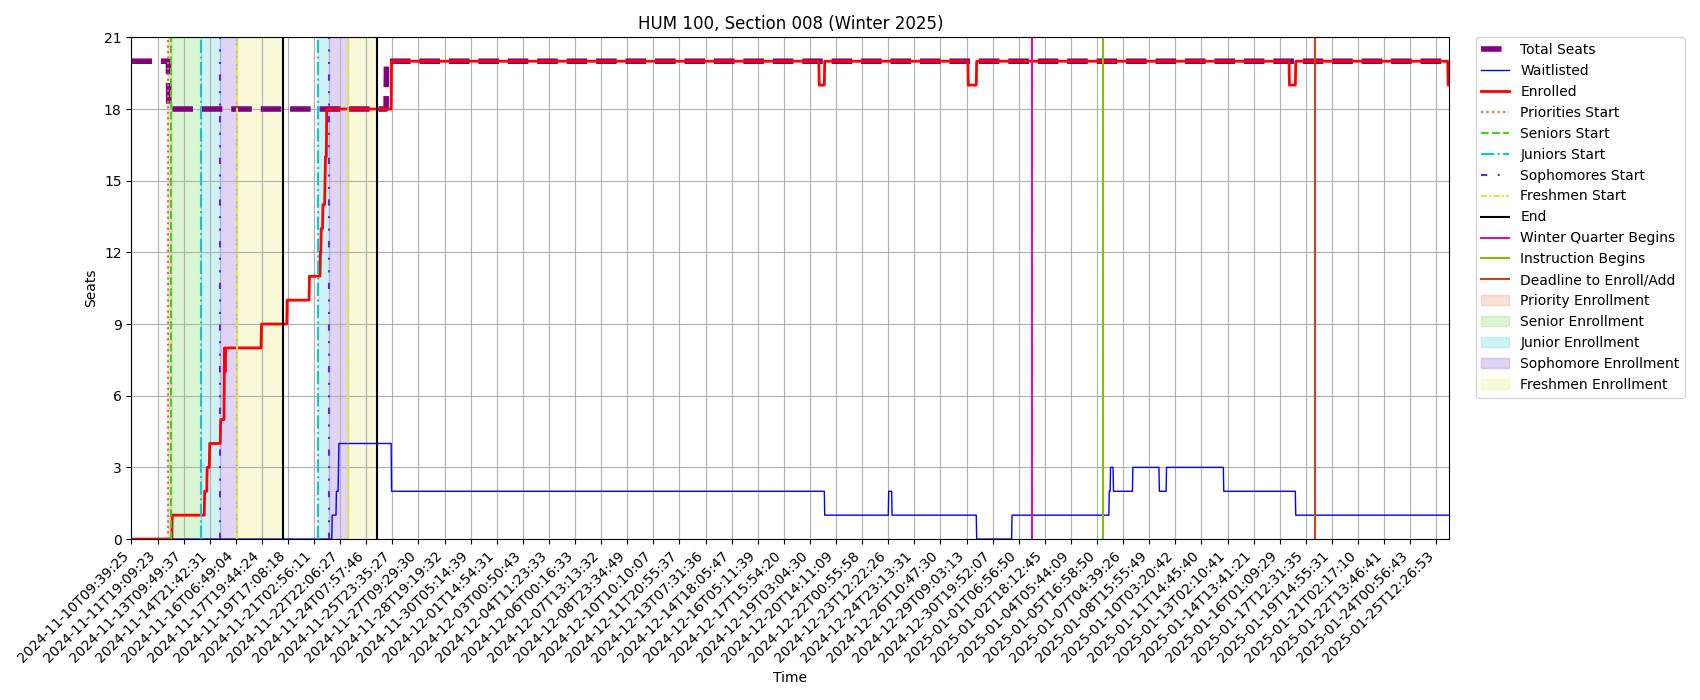 HUM 100, Section 008 (Winter 2025)
21
18
15
12
9
6
3
0
Seats
2024-11-10T09:39:25
2024-11-11T19:09:23
2024-11-13T09:49:37
2024-11-14T21:42:31
2024-11-16T06:49:04
2024-11-17T19:44:24
2024-11-19T17:08:18
2024-11-21T02:56:11
2024-11-22T22:06:27
2024-11-24T07:57:46
2024-11-25T23:35:27
2024-11-27T09:29:30
2024-11-28T19:19:32
2024-11-30T05:14:39
2024-12-01T14:54:31
2024-12-03T00:50:43
2024-12-04T11:23:33
2024-12-06T00:16:33
2024-12-07T13:13:32
2024-12-08T23:34:49
2024-12-10T10:10:07
2024-12-11T20:55:37
2024-12-13T07:31:36
2024-12-14T18:05:47
2024-12-16T05:11:39
2024-12-17T15:54:20
2024-12-19T03:04:30
2024-12-20T14:11:09
2024-12-22T00:55:58
2024-12-23T12:22:26
2024-12-24T23:13:31
2024-12-26T10:47:30
2024-12-29T09:03:13
2024-12-30T19:52:07
2025-01-01T06:56:50
2025-01-02T18:12:45
2025-01-04T05:44:09
2025-01-05T16:58:50
2025-01-07T04:39:26
2025-01-08T15:55:49
2025-01-10T03:20:42
2025-01-11T14:45:40
2025-01-13T02:10:41
2025-01-14T13:41:21
2025-01-16T01:09:29
2025-01-17T12:31:35
2025-01-19T14:55:31
2025-01-21T02:17:10
2025-01-22T13:46:41
2025-01-24T00:56:43
2025-01-25T12:26:53
Time
Total Seats
Waitlisted
Enrolled
Priorities Start
Seniors Start
Juniors Start
Sophomores Start
Freshmen Start
End
Winter Quarter Begins
Instruction Begins
Deadline to Enroll/Add
Priority Enrollment
Senior Enrollment
Junior Enrollment
Sophomore Enrollment
Freshmen Enrollment